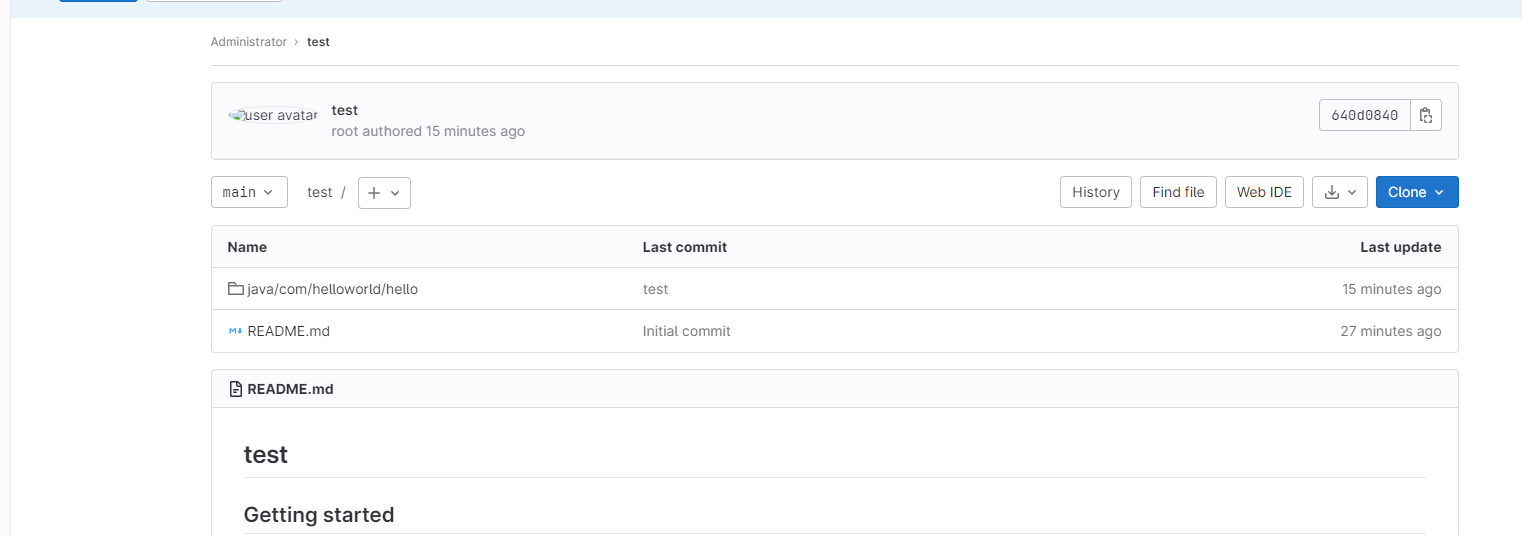 Administrator › test
user avatar
test
root authored 15 minutes ago
640d0840
main
test /
History
Find file
Web IDE
Clone
Name Last commit Last update
java/com/helloworld/hello test 15 minutes ago
README.md Initial commit 27 minutes ago
README.md
test
Getting started